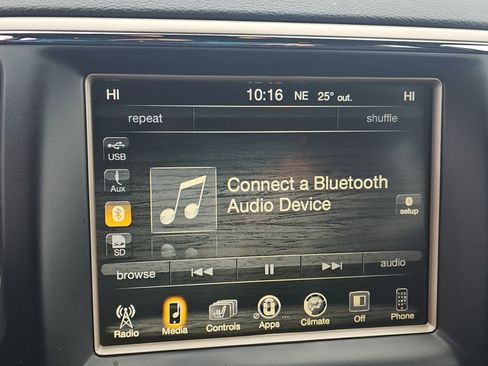 HI 10:16 NE 25° out. HI
repeat shuffle
USB
Aux
Connect a Bluetooth
Audio Device
setup
SD
browse audio
Radio Media Controls Apps ... Climate Off Phone